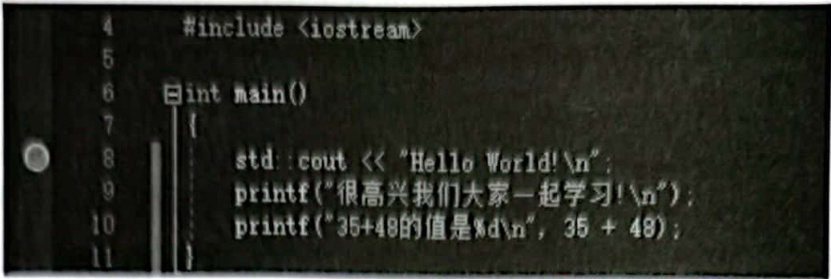 4 #include <iostream>
5
6 int main()
7 {
8 std::cout << "Hello World!\n";
9 printf("很高兴我们大家一起学习!\n");
10 printf("35+48的值是%d\n", 35 + 48);
11 }